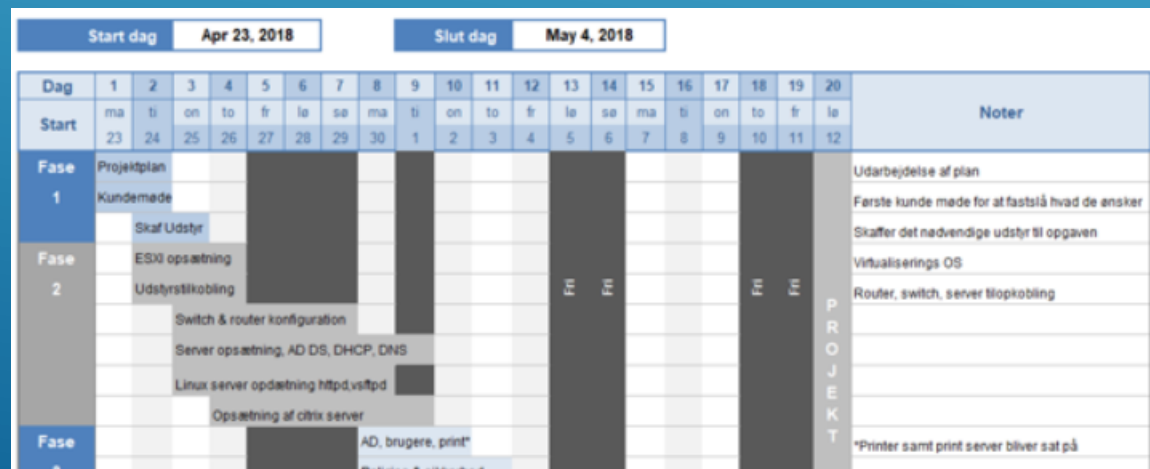 Start dag Apr 23, 2018 Slut dag May 4, 2018
Dag 1 2 3 4 5 6 7 8 9 10 11 12 13 14 15 16 17 18 19 20 Noter
Start ma ti on to fr lø sø ma ti on to fr lø sø ma ti on to fr lø
23 24 25 26 27 28 29 30 1 2 3 4 5 6 7 8 9 10 11 12
Fase Projektplan Udarbejdelse af plan
1 Kundemøde Første kunde møde for at fastslå hvad de ønsker
Skaf Udstyr Skaffer det nødvendige udstyr til opgaven
Fase ESXI opsætning Virtualiserings OS
2 Udstyrstilkobling Fri Fri Fri Fri Router, switch, server tilopkobling
Switch & router konfiguration
Server opsætning, AD DS, DHCP, DNS
Linux server opdætning httpd,vsftpd
Opsætning af citrix server
PROJEKT
Fase AD, brugere, print* *Printer samt print server bliver sat på